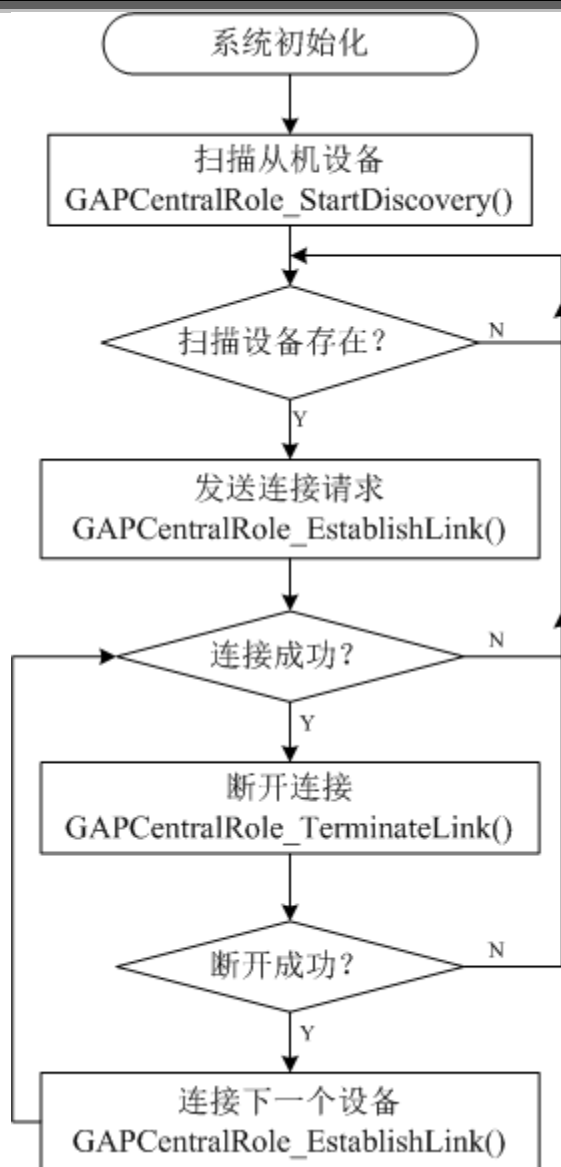 系统初始化
扫描从机设备
GAPCentralRole_StartDiscovery()
扫描设备存在？
N
Y
发送连接请求
GAPCentralRole_EstablishLink()
连接成功？
N
Y
断开连接
GAPCentralRole_TerminateLink()
断开成功？
N
Y
连接下一个设备
GAPCentralRole_EstablishLink()